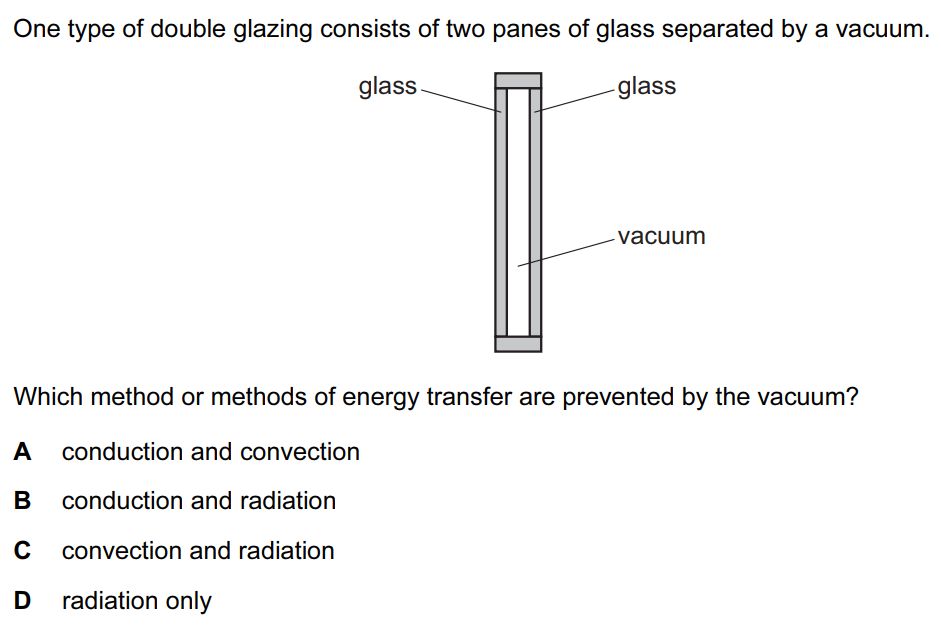 One type of double glazing consists of two panes of glass separated by a vacuum.
glass
glass
vacuum
Which method or methods of energy transfer are prevented by the vacuum?
A conduction and convection
B conduction and radiation
C convection and radiation
D radiation only